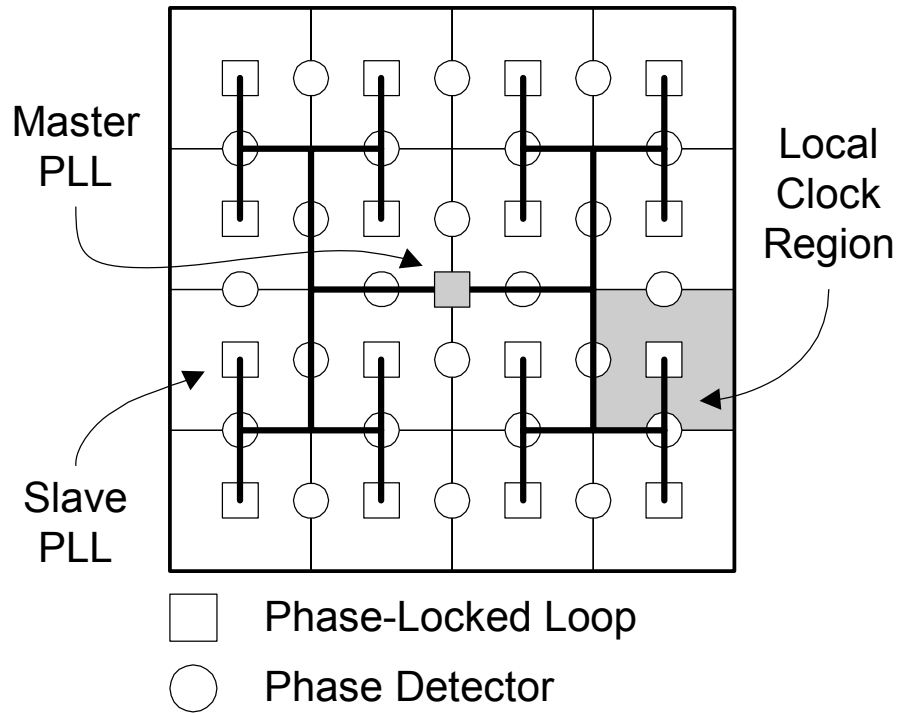 Master
PLL
Local
Clock
Region
Slave
PLL
Phase-Locked Loop
Phase Detector